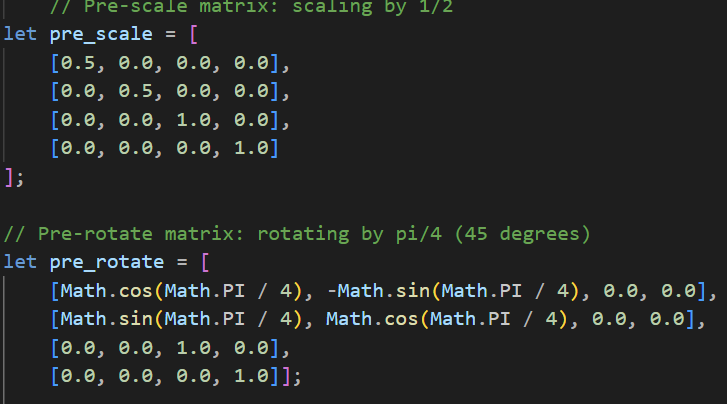 // Pre-scale matrix: scaling by 1/2
let pre_scale = [
[0.5, 0.0, 0.0, 0.0],
[0.0, 0.5, 0.0, 0.0],
[0.0, 0.0, 1.0, 0.0],
[0.0, 0.0, 0.0, 1.0]
];
// Pre-rotate matrix: rotating by pi/4 (45 degrees)
let pre_rotate = [
[Math.cos(Math.PI / 4), -Math.sin(Math.PI / 4), 0.0, 0.0],
[Math.sin(Math.PI / 4), Math.cos(Math.PI / 4), 0.0, 0.0],
[0.0, 0.0, 1.0, 0.0],
[0.0, 0.0, 0.0, 1.0]];